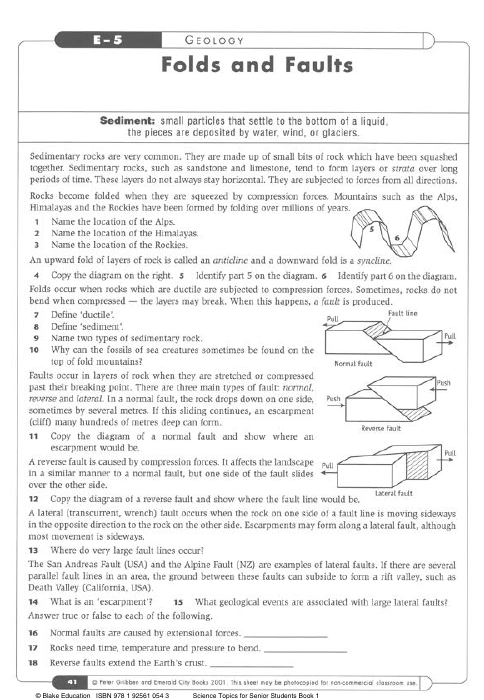 E-5
GEOLOGY
Folds and Faults
Sediment: small particles that settle to the bottom of a liquid,
the pieces are deposited by water, wind, or glaciers.
Sedimentary rocks are very common. They are made up of small bits of rock which have been squashed
together. Sedimentary rocks, such as sandstone and limestone, tend to form layers or strata over long
periods of time. These layers do not always stay horizontal. They are subjected to forces from all directions.
Rocks become folded when they are squeezed by compression forces. Mountains such as the Alps,
Himalayas and the Rockies have been formed by folding over millions of years.
1 Name the location of the Alps.
2 Name the location of the Himalayas.
3 Name the location of the Rockies.
5
6
An upward fold of layers of rock is called an anticline and a downward fold is a syncline.
4 Copy the diagram on the right. 5 Identify part 5 on the diagram. 6 Identify part 6 on the diagram.
Folds occur when rocks which are ductile are subjected to compression forces. Sometimes, rocks do not
bend when compressed — the layers may break. When this happens, a fault is produced.
7 Define 'ductile'.
8 Define 'sediment'.
9 Name two types of sedimentary rock.
10 Why can the fossils of sea creatures sometimes be found on the
top of fold mountains?
Pull
Fault line
Pull
Normal fault
Faults occur in layers of rock when they are stretched or compressed
past their breaking point. There are three main types of fault: normal,
reverse and lateral. In a normal fault, the rock drops down on one side,
sometimes by several metres. If this sliding continues, an escarpment
(cliff) many hundreds of metres deep can form.
Push
Push
Reverse fault
11 Copy the diagram of a normal fault and show where an
escarpment would be.
A reverse fault is caused by compression forces. It affects the landscape
in a similar manner to a normal fault, but one side of the fault slides
over the other side.
Pull
Pull
Lateral fault
12 Copy the diagram of a reverse fault and show where the fault line would be.
A lateral (transcurrent, wrench) fault occurs when the rock on one side of a fault line is moving sideways
in the opposite direction to the rock on the other side. Escarpments may form along a lateral fault, although
most movement is sideways.
13 Where do very large fault lines occur?
The San Andreas Fault (USA) and the Alpine Fault (NZ) are examples of lateral faults. If there are several
parallel fault lines in an area, the ground between these faults can subside to form a rift valley, such as
Death Valley (California, USA).
14 What is an 'escarpment'? 15 What geological events are associated with large lateral faults?
Answer true or false to each of the following.
16 Normal faults are caused by extensional forces.
17 Rocks need time, temperature and pressure to bend.
18 Reverse faults extend the Earth's crust.
41 © Peter Gribben and Emerald City Books 2001. This sheet may be photocopied for non-commercial classroom use.
© Blake Education ISBN 978 1 92561 054 3 Science Topics for Senior Students Book 1